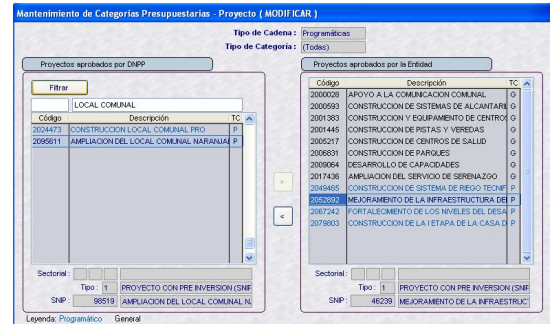 Mantenimiento de Categorías Presupuestarias - Proyecto ( MODIFICAR )
Tipo de Cadena : Programáticas
Tipo de Categoría : (Todas)
Proyectos aprobados por DNPP
Filtrar
LOCAL COMUNAL
Código Descripción TC
2024473 CONSTRUCCION LOCAL COMUNAL PRO P
2095811 AMPLIACION DEL LOCAL COMUNAL NARANJAL P
Sectorial :
Tipo : 1 PROYECTO CON PRE INVERSION (SNIF
SNIP : 98519 AMPLIACION DEL LOCAL COMUNAL N
Proyectos aprobados por la Entidad
Código Descripción TC
2000028 APOYO A LA COMUNICACION COMUNAL G
2000593 CONSTRUCCION DE SISTEMAS DE ALCANTARIL G
2001383 CONSTRUCCION Y EQUIPAMIENTO DE CENTROS G
2001445 CONSTRUCCION DE PISTAS Y VEREDAS G
2005217 CONSTRUCCION DE CENTROS DE SALUD G
2006831 CONSTRUCCION DE PARQUES G
2009064 DESARROLLO DE CAPACIDADES G
2017436 AMPLIACION DEL SERVICIO DE SERENAZGO G
2049465 CONSTRUCCION DE SISTEMA DE RIEGO TECNIF P
2052892 MEJORAMIENTO DE LA INFRAESTRUCTURA DE P
2067242 FORTALECIMIENTO DE LOS NIVELES DEL DESA P
2079803 CONSTRUCCION DE LA I ETAPA DE LA CASA D P
>
<
Sectorial :
Tipo : 1 PROYECTO CON PRE INVERSION (SNIF
SNIP : 46239 MEJORAMIENTO DE LA INFRAESTRUC
Leyenda: Programático General